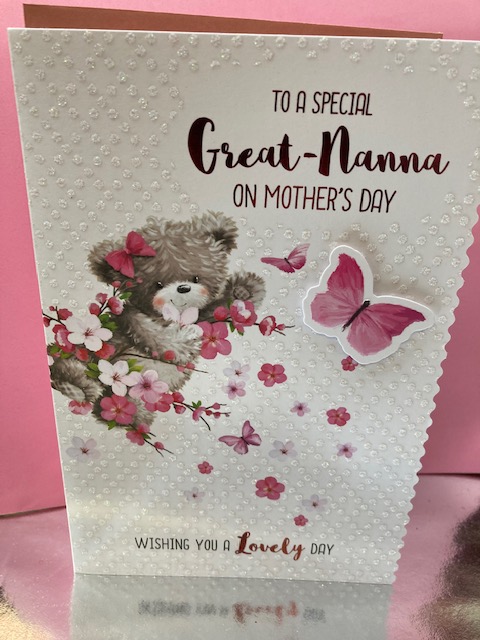 TO A SPECIAL
Great-Nanna
ON MOTHER'S DAY
WISHING YOU A Lovely DAY